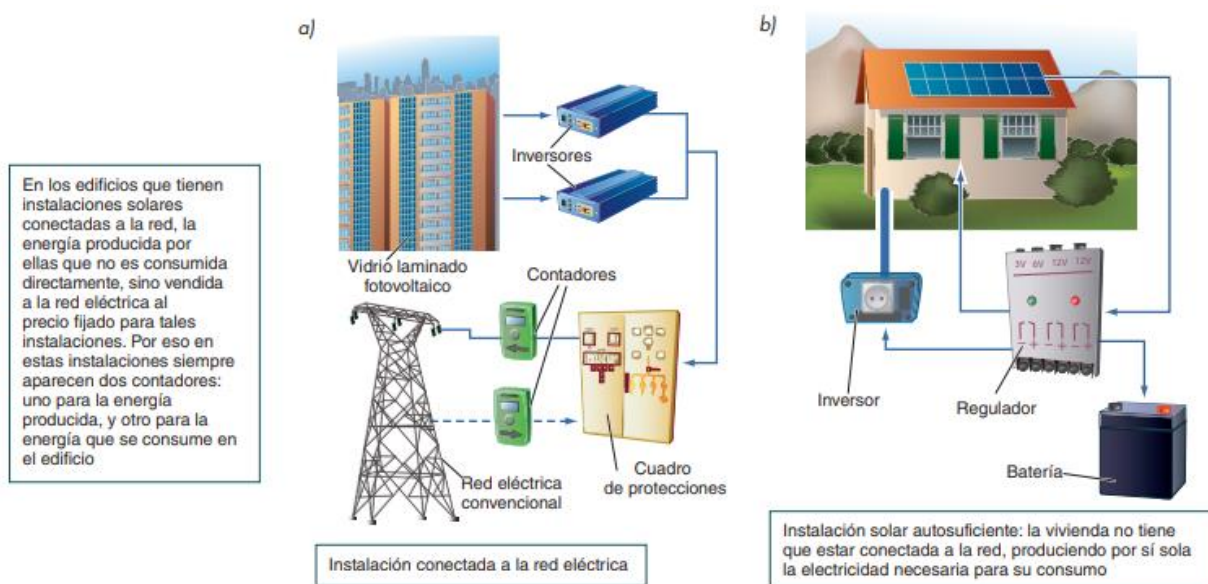 a)
b)
En los edificios que tienen
instalaciones solares
conectadas a la red, la
energía producida por
ellas que no es consumida
directamente, sino vendida
a la red eléctrica al
precio fijado para tales
instalaciones. Por eso en
estas instalaciones siempre
aparecen dos contadores:
uno para la energía
producida, y otro para la
energía que se consume en
el edificio
Inversores
Vidrio laminado
fotovoltaico
Contadores
Red eléctrica
convencional
Cuadro
de protecciones
Instalación conectada a la red eléctrica
3V 6V 12V 12V
Inversor
Regulador
Batería
Instalación solar autosuficiente: la vivienda no tiene
que estar conectada a la red, produciendo por sí sola
la electricidad necesaria para su consumo